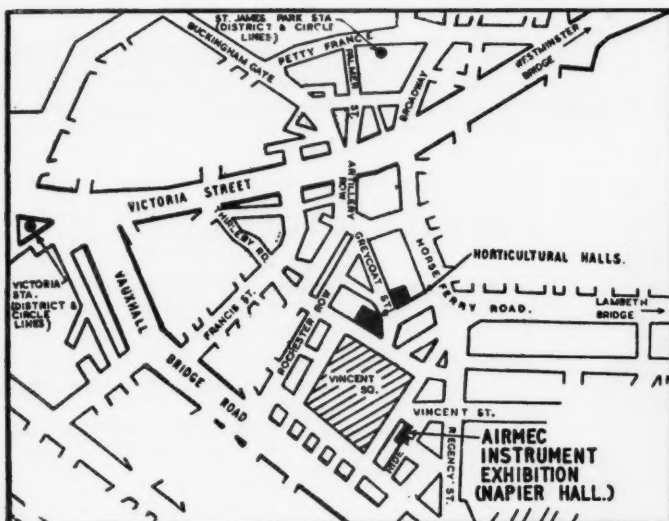 ST. JAMES PARK STA
(DISTRICT & CIRCLE
LINES)
BUCKINGHAM GATE
PETTY FRANCE
PALMER ST.
BROADWAY
WESTMINSTER
BRIDGE
VICTORIA STREET
ARTILLERY
ROW
THIRLEBY RD.
VICTORIA
STA.
(DISTRICT &
CIRCLE
LINES)
VAUXHALL
BRIDGE
ROAD
FRANCIS ST.
ROCHESTER ROW
GREYCOAT ST.
HORSE
FERRY ROAD.
HORTICULTURAL HALLS.
LAMBETH
BRIDGE
VINCENT
SQ.
VINCENT ST.
REGENCY ST.
AIRMEC
INSTRUMENT
EXHIBITION
(NAPIER HALL.)